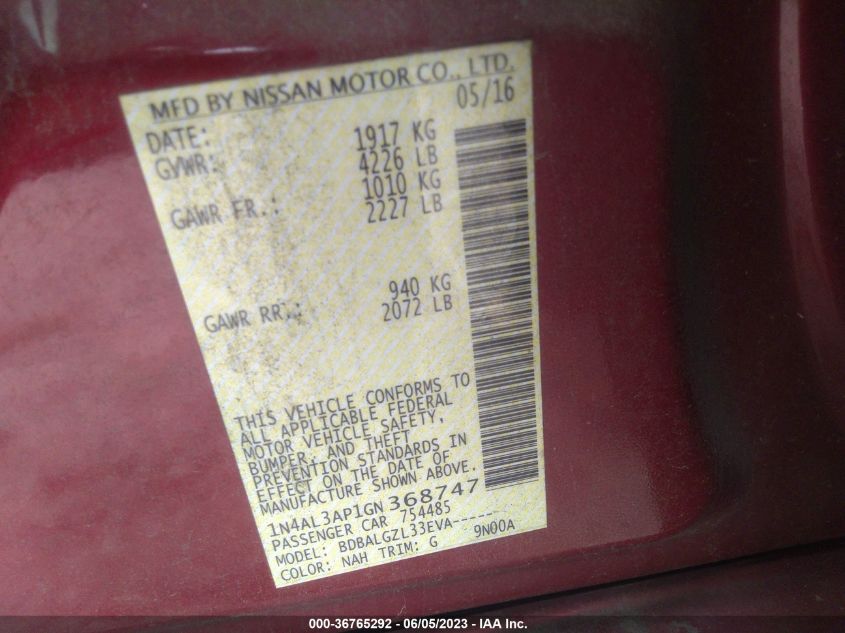 MFD BY NISSAN MOTOR CO., LTD.
DATE: 05/16
GVWR: 1917 KG
4226 LB
GAWR FR.: 1010 KG
2227 LB
GAWR RR.: 940 KG
2072 LB
THIS VEHICLE CONFORMS TO
ALL APPLICABLE FEDERAL
MOTOR VEHICLE SAFETY,
BUMPER, AND THEFT
PREVENTION STANDARDS IN
EFFECT ON THE DATE OF
MANUFACTURE SHOWN ABOVE.
1N4AL3AP1GN368747
PASSENGER CAR 754485
MODEL: BDBALGZL33EVA-----
COLOR: NAH TRIM: G 9N00A
000-36765292 - 06/05/2023 - IAA Inc.